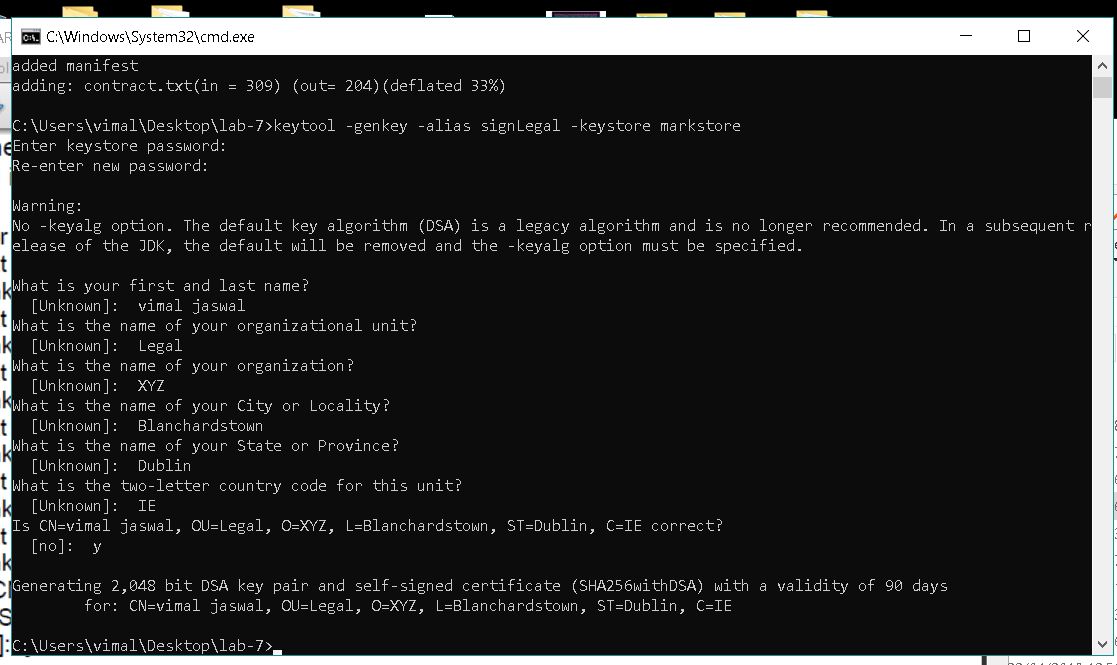 C:\Windows\System32\cmd.exe
added manifest
adding: contract.txt(in = 309) (out= 204)(deflated 33%)
C:\Users\vimal\Desktop\lab-7>keytool -genkey -alias signLegal -keystore markstore
Enter keystore password:
Re-enter new password:
Warning:
No -keyalg option. The default key algorithm (DSA) is a legacy algorithm and is no longer recommended. In a subsequent r
elease of the JDK, the default will be removed and the -keyalg option must be specified.
What is your first and last name?
[Unknown]:  vimal jaswal
What is the name of your organizational unit?
[Unknown]:  Legal
What is the name of your organization?
[Unknown]:  XYZ
What is the name of your City or Locality?
[Unknown]:  Blanchardstown
What is the name of your State or Province?
[Unknown]:  Dublin
What is the two-letter country code for this unit?
[Unknown]:  IE
Is CN=vimal jaswal, OU=Legal, O=XYZ, L=Blanchardstown, ST=Dublin, C=IE correct?
[no]:  y
Generating 2,048 bit DSA key pair and self-signed certificate (SHA256withDSA) with a validity of 90 days
for: CN=vimal jaswal, OU=Legal, O=XYZ, L=Blanchardstown, ST=Dublin, C=IE
C:\Users\vimal\Desktop\lab-7>